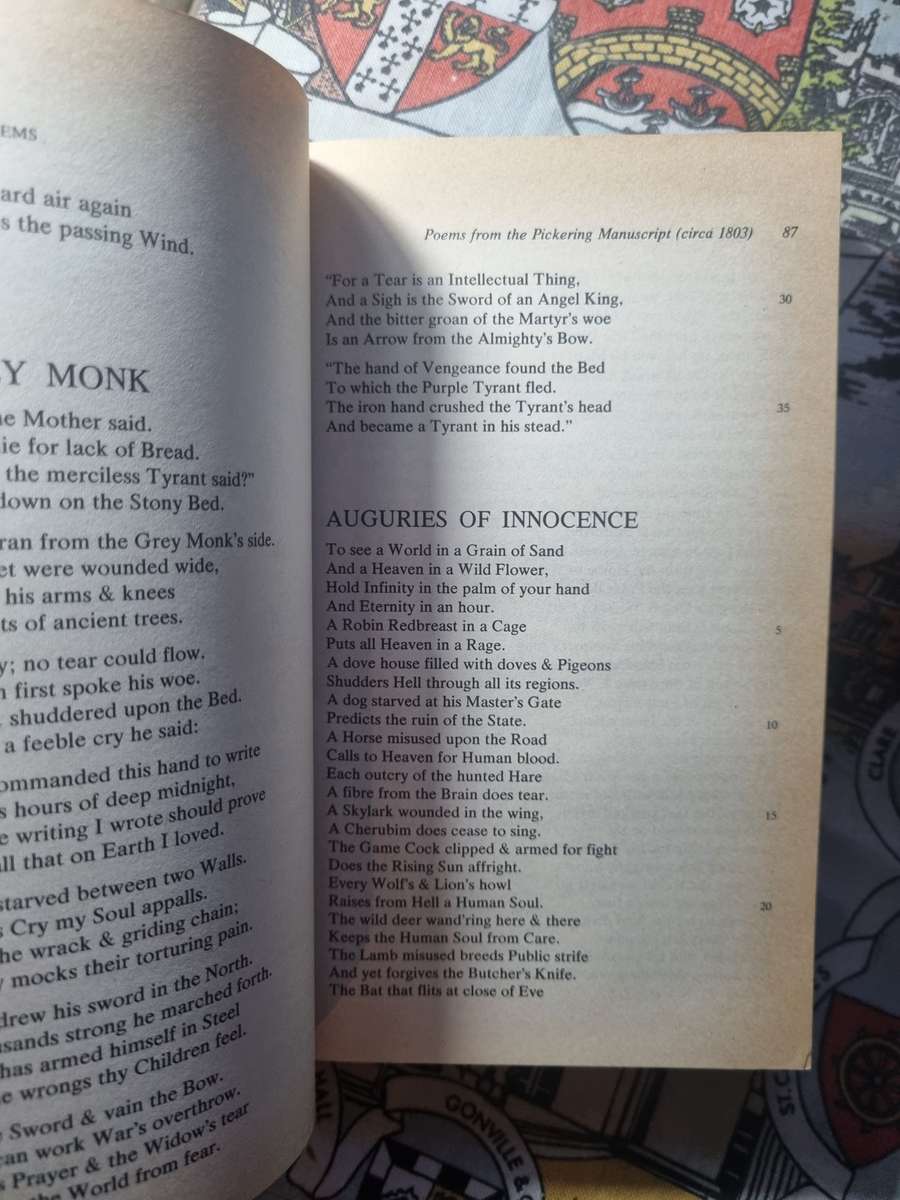 EMS
ard air again
s the passing Wind.
Y MONK
e Mother said.
ie for lack of Bread.
the merciless Tyrant said?"
down on the Stony Bed.
ran from the Grey Monk's side.
et were wounded wide,
his arms & knees
ts of ancient trees.
y; no tear could flow.
first spoke his woe.
shuddered upon the Bed.
a feeble cry he said:
ommanded this hand to write
s hours of deep midnight,
e writing I wrote should prove
all that on Earth I loved.
starved between two Walls.
s Cry my Soul appalls.
he wrack & griding chain;
y mocks their torturing pain.
drew his sword in the North.
usands strong he marched forth.
has armed himself in Steel
e wrongs thy Children feel.
Sword & vain the Bow.
can work War's overthrow.
s Prayer & the Widow's tear
the World from fear.
Poems from the Pickering Manuscript (circa 1803) 87
"For a Tear is an Intellectual Thing,
And a Sigh is the Sword of an Angel King, 30
And the bitter groan of the Martyr's woe
Is an Arrow from the Almighty's Bow.
"The hand of Vengeance found the Bed
To which the Purple Tyrant fled.
The iron hand crushed the Tyrant's head 35
And became a Tyrant in his stead."
AUGURIES OF INNOCENCE
To see a World in a Grain of Sand
And a Heaven in a Wild Flower,
Hold Infinity in the palm of your hand
And Eternity in an hour.
A Robin Redbreast in a Cage 5
Puts all Heaven in a Rage.
A dove house filled with doves & Pigeons
Shudders Hell through all its regions.
A dog starved at his Master's Gate
Predicts the ruin of the State. 10
A Horse misused upon the Road
Calls to Heaven for Human blood.
Each outcry of the hunted Hare
A fibre from the Brain does tear.
A Skylark wounded in the wing, 15
A Cherubim does cease to sing.
The Game Cock clipped & armed for fight
Does the Rising Sun affright.
Every Wolf's & Lion's howl
Raises from Hell a Human Soul. 20
The wild deer wand'ring here & there
Keeps the Human Soul from Care.
The Lamb misused breeds Public strife
And yet forgives the Butcher's Knife.
The Bat that flits at close of Eve
CLARE
GONVILLE &
HALL
ST C